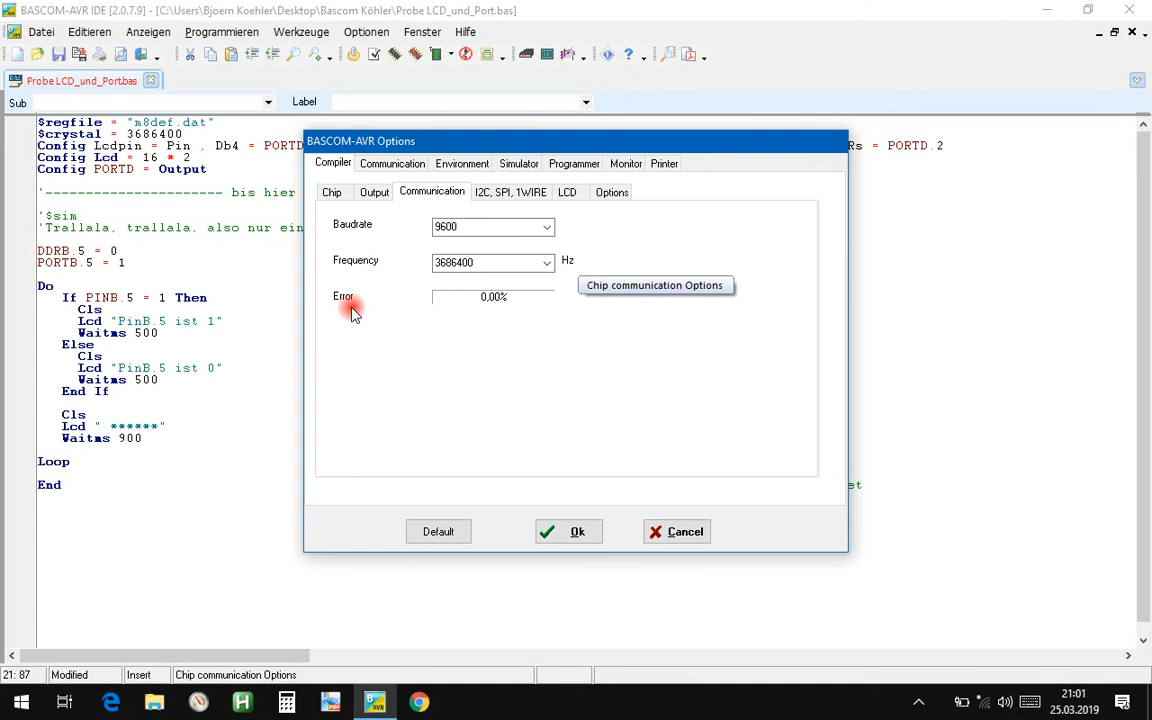 BASCOM-AVR IDE [2.0.7.9] - [C:\Users\Bjoern Koehler\Desktop\Bascom Köhler\Probe LCD_und_Port.bas]
Datei Editieren Anzeigen Programmieren Werkzeuge Optionen Fenster Hilfe
Probe LCD_und_Port.bas
Sub Label
$regfile = "m8def.dat"
$crystal = 3686400
Config Lcdpin = Pin , Db4 = PORTD Rs = PORTD.2
Config Lcd = 16 * 2
Config PORTD = Output
'----------------------- bis hier
'$sim
'Trallala, trallala, also nur ein
DDRB.5 = 0
PORTB.5 = 1
Do
If PINB.5 = 1 Then
Cls
Lcd "PinB.5 ist 1"
Waitms 500
Else
Cls
Lcd "PinB.5 ist 0"
Waitms 500
End If
Cls
Lcd " ******"
Waitms 900
Loop
End et
BASCOM-AVR Options
Compiler Communication Environment Simulator Programmer Monitor Printer
Chip Output Communication I2C, SPI, 1WIRE LCD Options
Baudrate 9600
Frequency 3686400 Hz
Chip communication Options
Error 0,00%
Default Ok Cancel
21: 87 Modified Insert Chip communication Options
21:01
25.03.2019